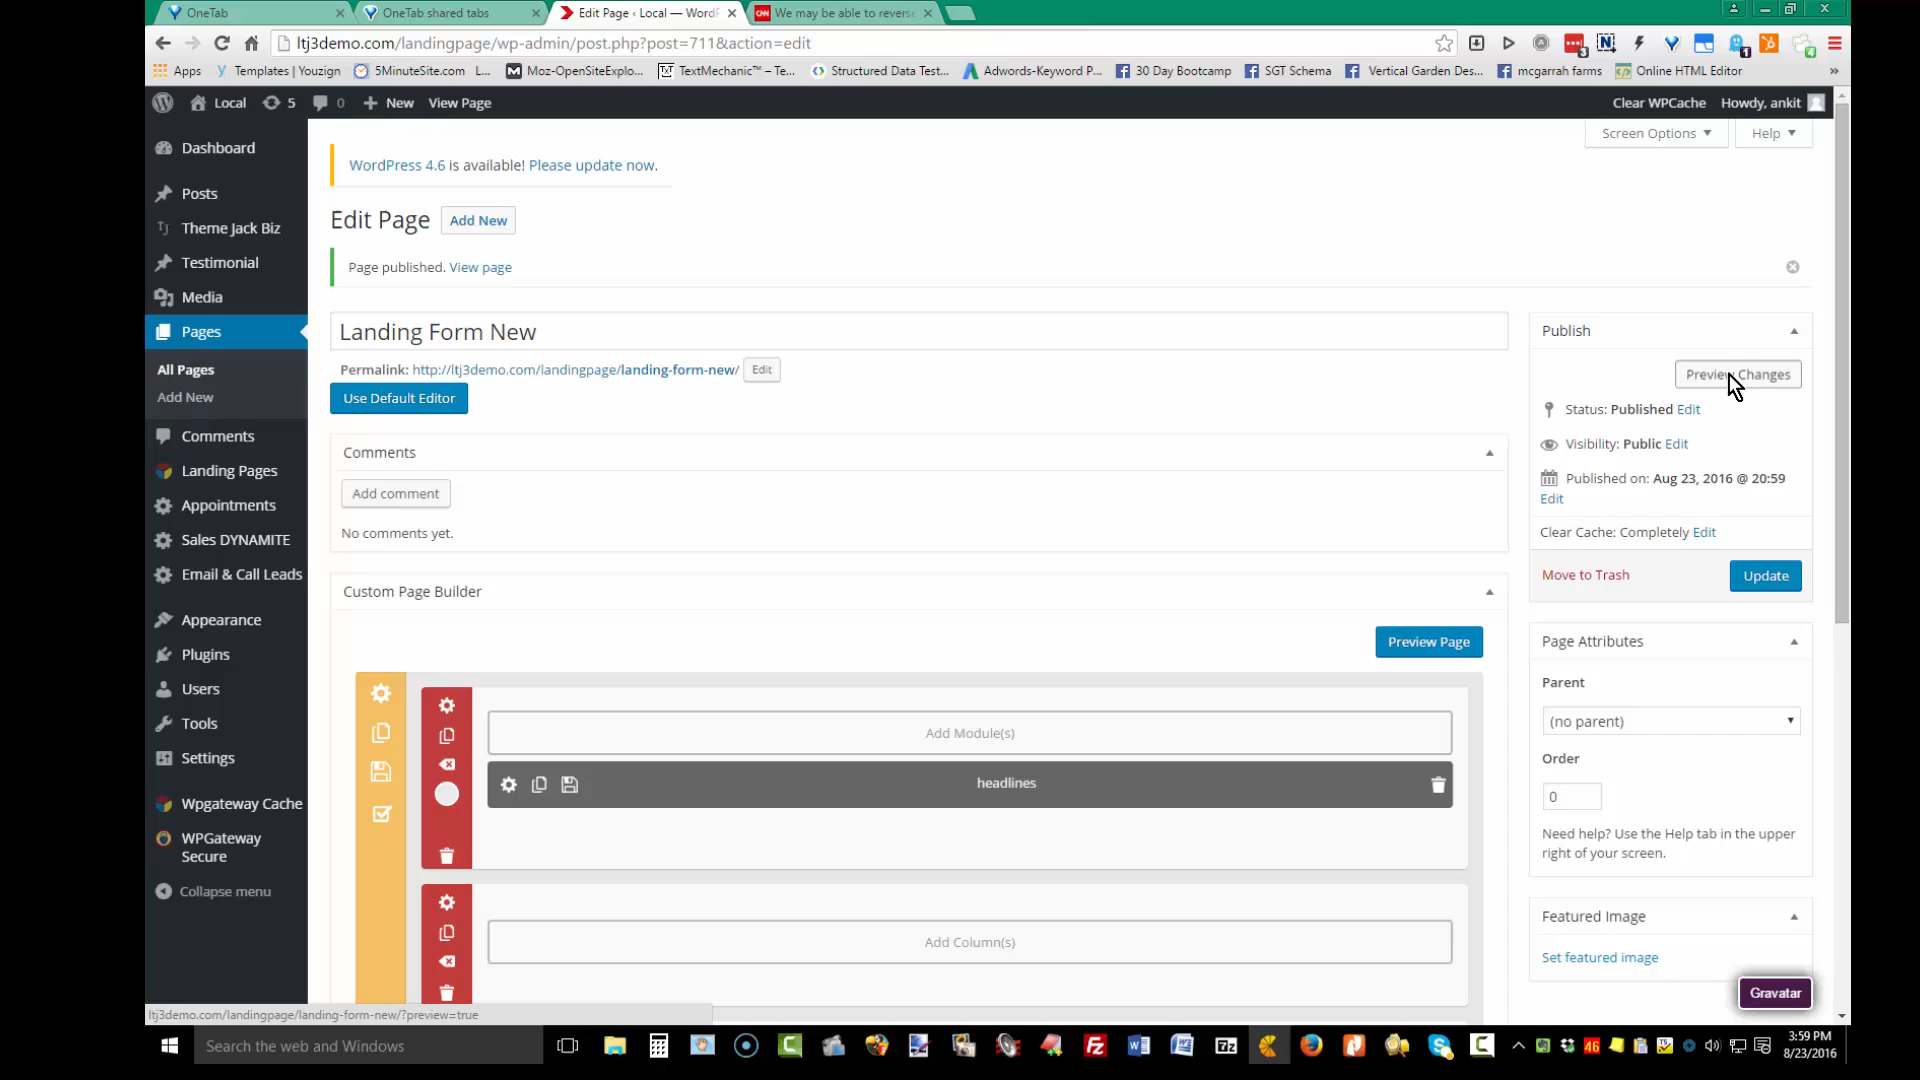 OneTab
OneTab shared tabs
Edit Page ‹ Local — WordP
CNN We may be able to reverse
ltj3demo.com/landingpage/wp-admin/post.php?post=711&action=edit
Apps
Templates | Youzign
5MinuteSite.com L...
Moz-OpenSiteExplo...
TextMechanic™ – Te...
Structured Data Test...
Adwords-Keyword P...
30 Day Bootcamp
SGT Schema
Vertical Garden Des...
mcgarrah farms
Online HTML Editor
»
Local
5
0
New
View Page
Clear WPCache
Howdy, ankit
Screen Options
Help
Dashboard
Posts
Theme Jack Biz
Testimonial
Media
Pages
All Pages
Add New
Comments
Landing Pages
Appointments
Sales DYNAMITE
Email & Call Leads
Appearance
Plugins
Users
Tools
Settings
Wpgateway Cache
WPGateway
Secure
Collapse menu
WordPress 4.6 is available! Please update now.
Edit Page
Add New
Page published. View page
Landing Form New
Permalink: http://ltj3demo.com/landingpage/landing-form-new/
Edit
Use Default Editor
Comments
Add comment
No comments yet.
Custom Page Builder
Preview Page
Add Module(s)
headlines
Add Column(s)
Publish
Preview Changes
Status: Published Edit
Visibility: Public Edit
Published on: Aug 23, 2016 @ 20:59
Edit
Clear Cache: Completely Edit
Move to Trash
Update
Page Attributes
Parent
(no parent)
Order
0
Need help? Use the Help tab in the upper
right of your screen.
Featured Image
Set featured image
Gravatar
ltj3demo.com/landingpage/landing-form-new/?preview=true
Search the web and Windows
3:59 PM
8/23/2016